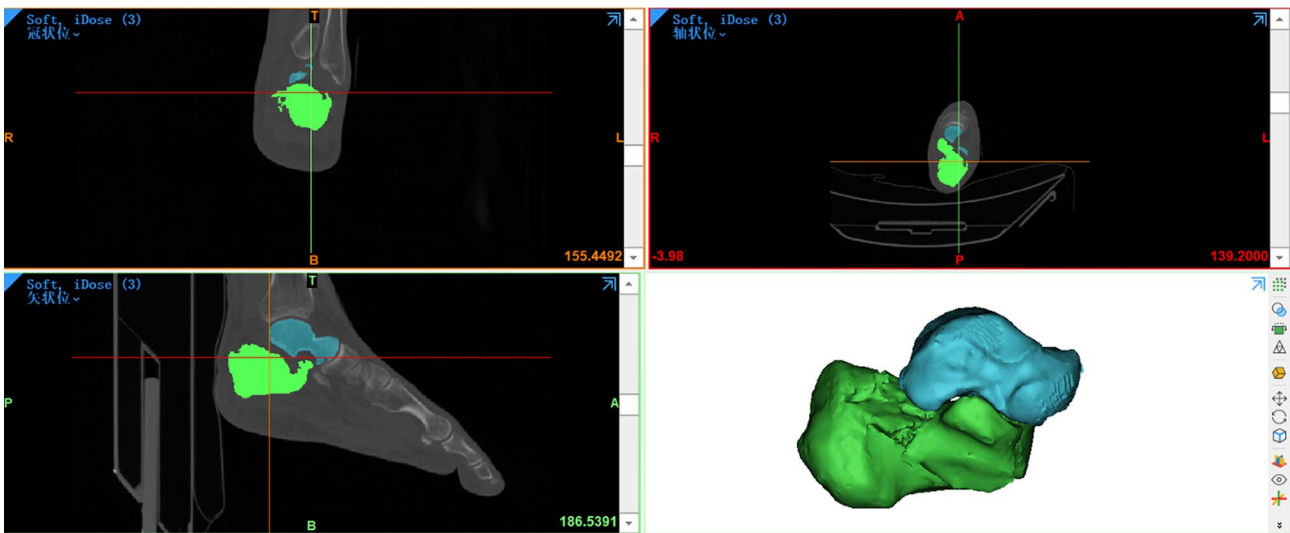 Soft, iDose (3)
冠状位
T
R
L
B
155.4492
Soft, iDose (3)
轴状位
A
R
L
P
-3.98
139.2000
Soft, iDose (3)
矢状位
T
P
A
B
186.5391